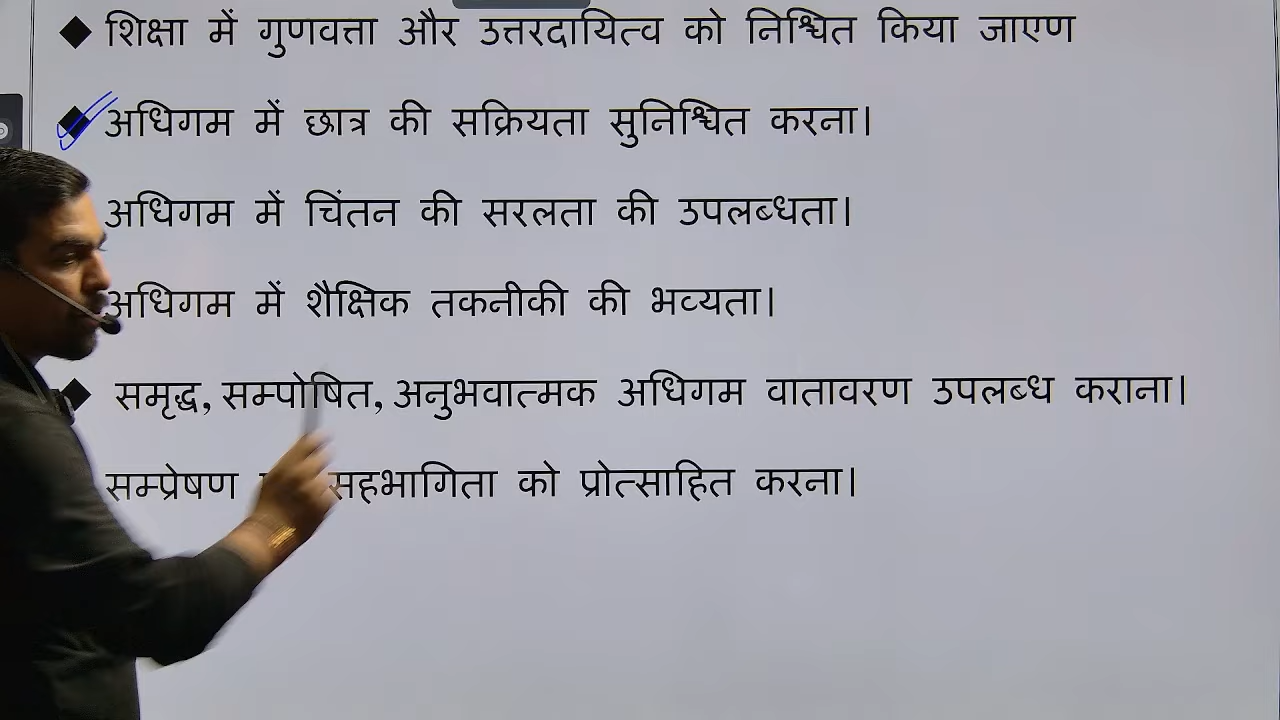 ◆ शिक्षा में गुणवत्ता और उत्तरदायित्व को निश्चित किया जाएण
◆ अधिगम में छात्र की सक्रियता सुनिश्चित करना।
अधिगम में चिंतन की सरलता की उपलब्धता।
अधिगम में शैक्षिक तकनीकी की भव्यता।
◆ समृद्ध, सम्पोषित, अनुभवात्मक अधिगम वातावरण उपलब्ध कराना।
सम्प्रेषण सहभागिता को प्रोत्साहित करना।